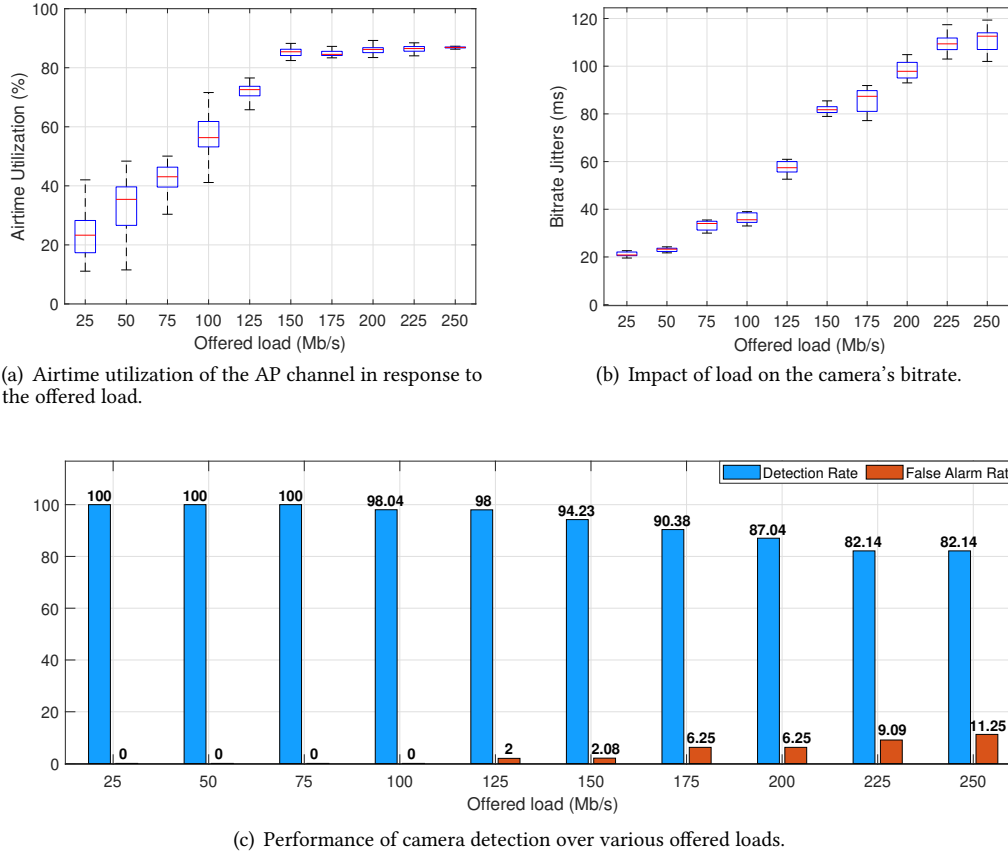 100
80
60
40
20
0
Airtime Utilization (%)
25 50 75 100 125 150 175 200 225 250
Offered load (Mb/s)
(a) Airtime utilization of the AP channel in response to
the offered load.
120
100
80
60
40
20
0
Bitrate Jitters (ms)
25 50 75 100 125 150 175 200 225 250
Offered load (Mb/s)
(b) Impact of load on the camera's bitrate.
Detection Rate False Alarm Rat
100
80
60
40
20
0
100 100 100 98.04 98 94.23 90.38 87.04 82.14 82.14
0 0 0 0 2 2.08 6.25 6.25 9.09 11.25
25 50 75 100 125 150 175 200 225 250
Offered load (Mb/s)
(c) Performance of camera detection over various offered loads.